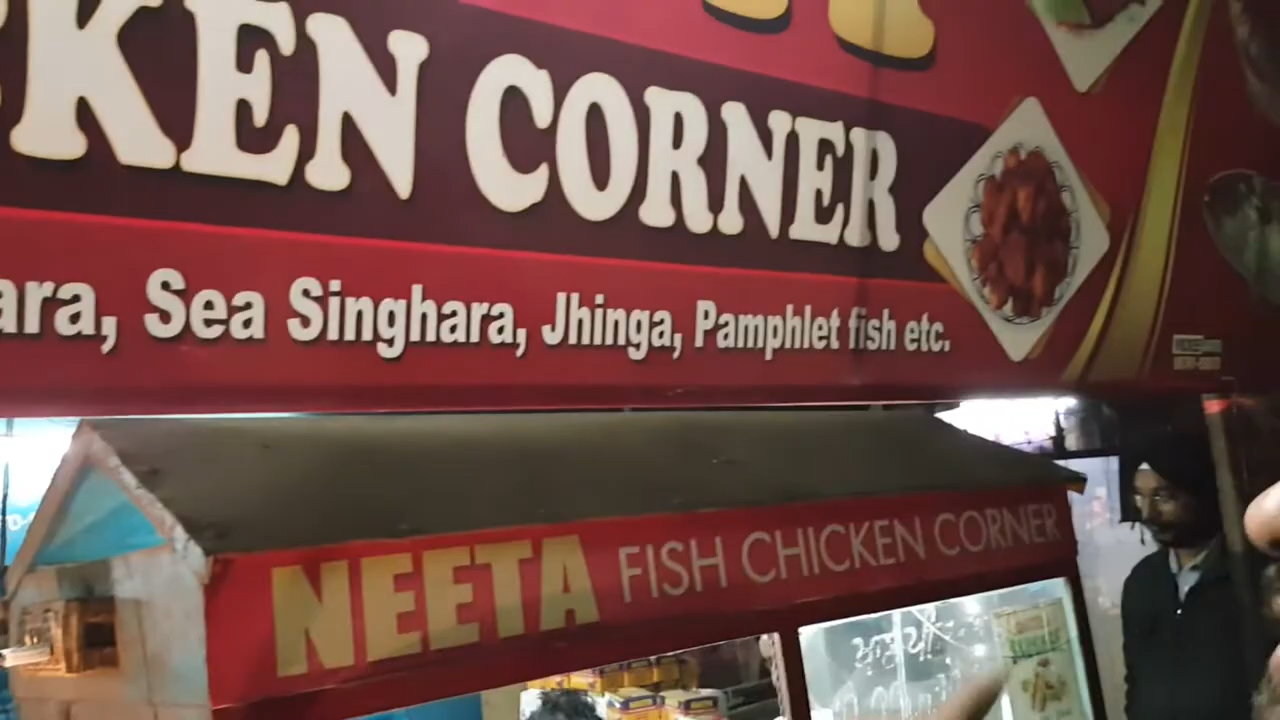 KEN CORNER
ara, Sea Singhara, Jhinga, Pamphlet fish etc.
NEETA FISH CHICKEN CORNER